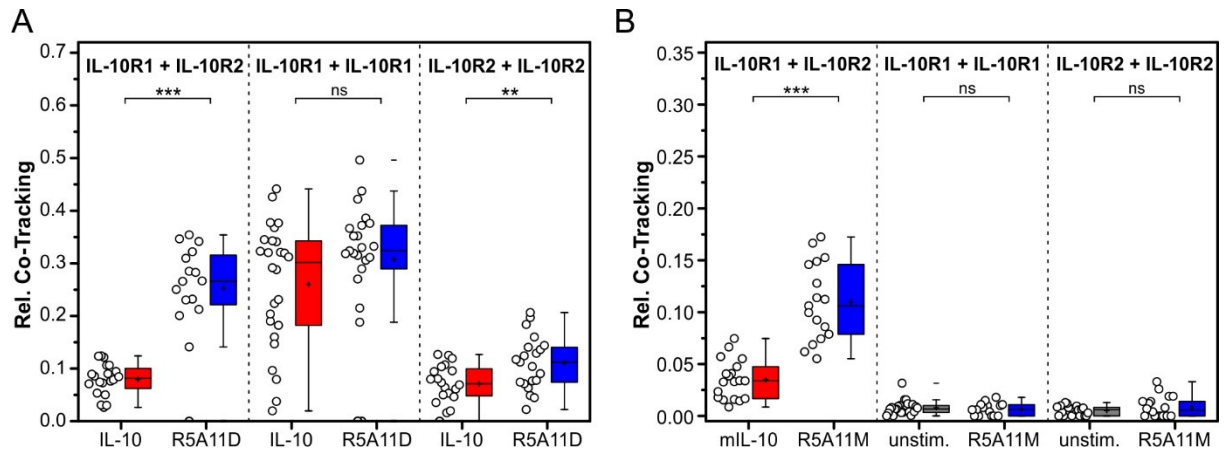 A
Rel. Co-Tracking
0.7
0.6
0.5
0.4
0.3
0.2
0.1
0.0
IL-10R1 + IL-10R2
IL-10R1 + IL-10R1
IL-10R2 + IL-10R2
***
ns
**
IL-10
R5A11D
IL-10
R5A11D
IL-10
R5A11D
B
Rel. Co-Tracking
0.35
0.30
0.25
0.20
0.15
0.10
0.05
0.00
IL-10R1 + IL-10R2
IL-10R1 + IL-10R1
IL-10R2 + IL-10R2
***
ns
ns
mIL-10
R5A11M
unstim.
R5A11M
unstim.
R5A11M